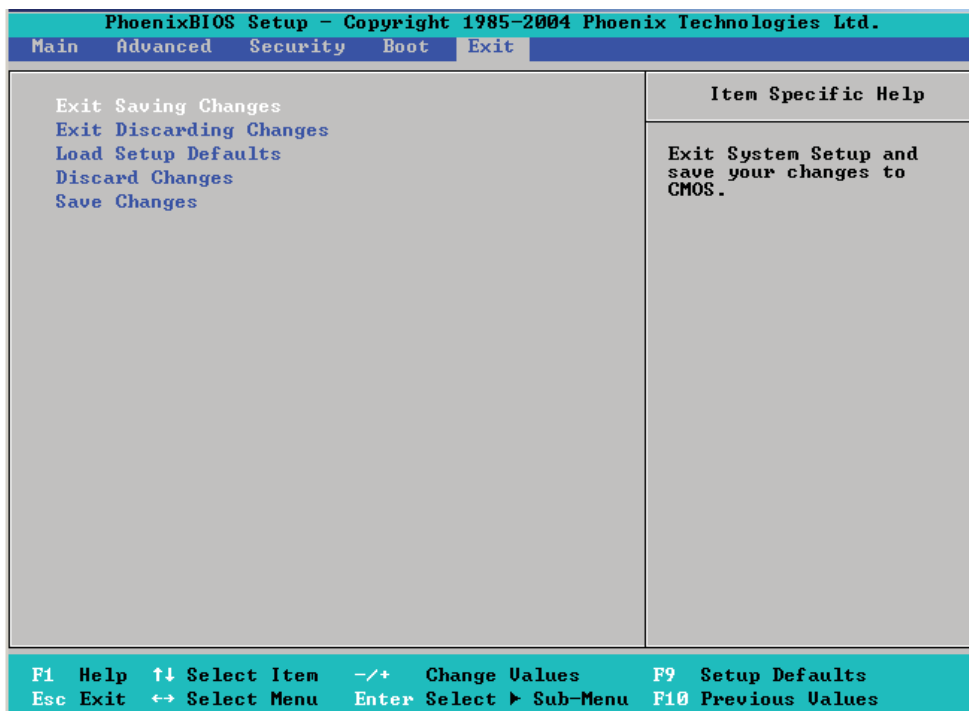 PhoenixBIOS Setup - Copyright 1985-2004 Phoenix Technologies Ltd.
Main Advanced Security Boot Exit
Exit Saving Changes
Exit Discarding Changes
Load Setup Defaults
Discard Changes
Save Changes
Item Specific Help
Exit System Setup and
save your changes to
CMOS.
F1 Help ↑↓ Select Item -/+ Change Values F9 Setup Defaults
Esc Exit ↔ Select Menu Enter Select ▶ Sub-Menu F10 Previous Values